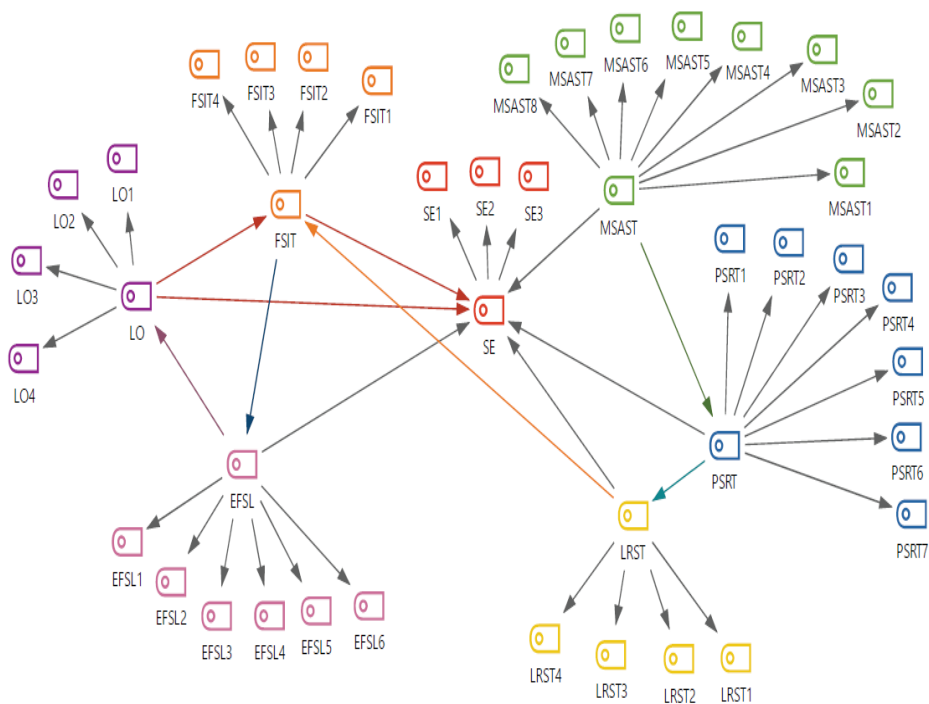 FSIT4
FSIT3
FSIT2
FSIT1
MSAST8
MSAST7
MSAST6
MSAST5
MSAST4
MSAST3
MSAST2
MSAST1
LO1
LO2
LO3
LO4
LO
FSIT
SE1
SE2
SE3
SE
MSAST
PSRT1
PSRT2
PSRT3
PSRT4
PSRT5
PSRT6
PSRT7
PSRT
EFSL
EFSL1
EFSL2
EFSL3
EFSL4
EFSL5
EFSL6
LRST
LRST4
LRST3
LRST2
LRST1